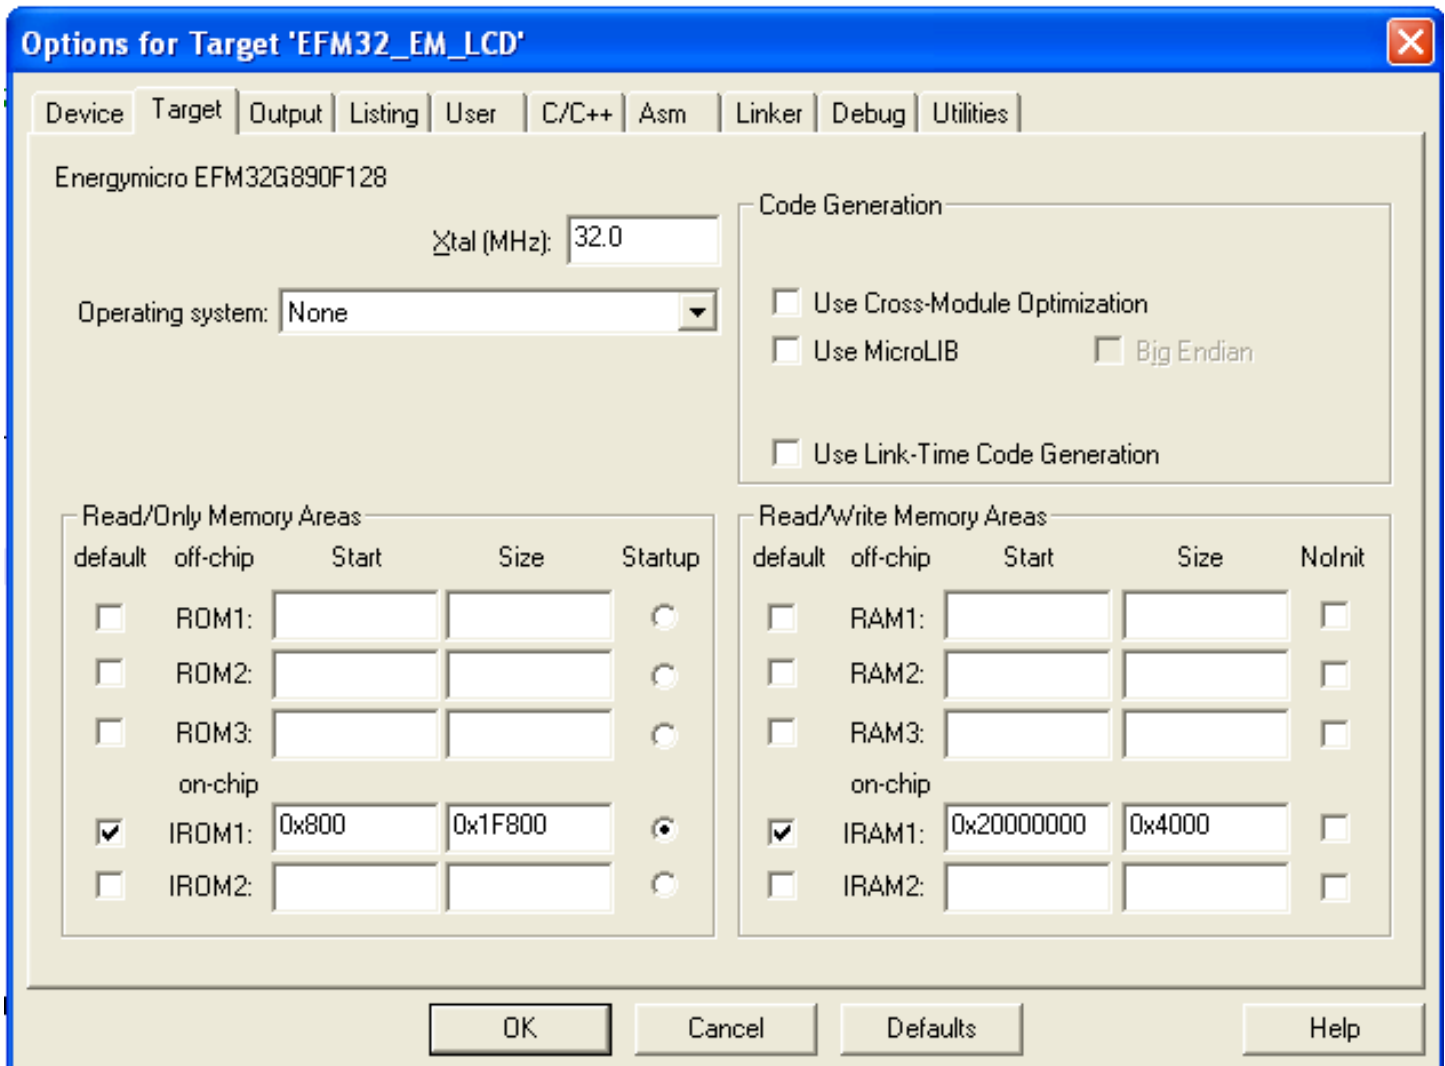 Options for Target 'EFM32_EM_LCD'
Device Target Output Listing User C/C++ Asm Linker Debug Utilities
Energymicro EFM32G890F128
Xtal (MHz): 32.0
Operating system: None
Code Generation
Use Cross-Module Optimization
Use MicroLIB Big Endian
Use Link-Time Code Generation
Read/Only Memory Areas
default off-chip Start Size Startup
ROM1:
ROM2:
ROM3:
on-chip
IROM1: 0x800 0x1F800
IROM2:
Read/Write Memory Areas
default off-chip Start Size NoInit
RAM1:
RAM2:
RAM3:
on-chip
IRAM1: 0x20000000 0x4000
IRAM2:
OK Cancel Defaults Help